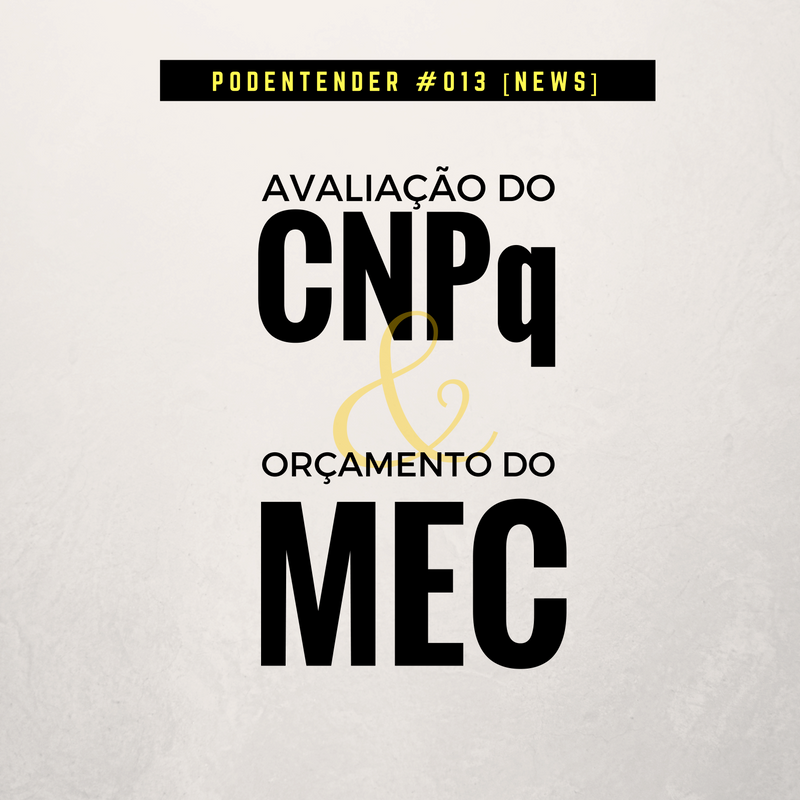 PODENTENDER #013 [NEWS]
AVALIAÇÃO DO
CNPq
&
ORÇAMENTO DO
MEC